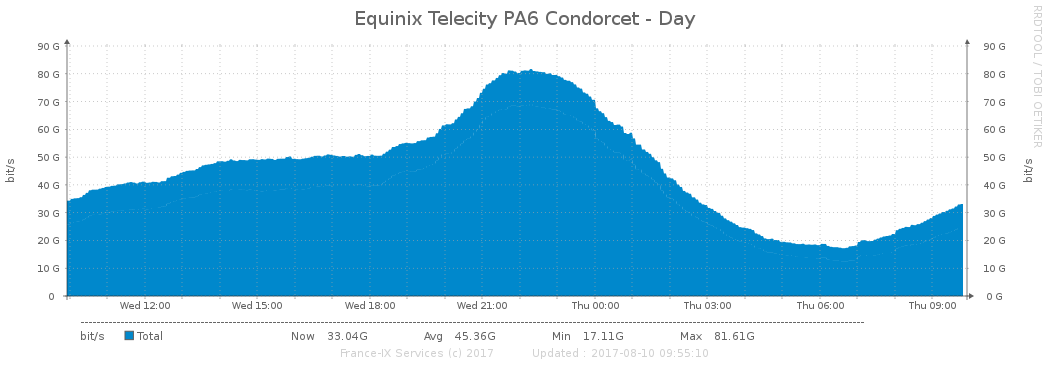 Equinix Telecity PA6 Condorcet - Day
RRDTOOL / TOBI OETIKER
90 G 90 G
80 G 80 G
70 G 70 G
60 G 60 G
50 G 50 G
40 G 40 G
30 G 30 G
20 G 20 G
10 G 10 G
0 0 G
bit/s bit/s
Wed 12:00 Wed 15:00 Wed 18:00 Wed 21:00 Thu 00:00 Thu 03:00 Thu 06:00 Thu 09:00
bit/s Total Now 33.04G Avg 45.36G Min 17.11G Max 81.61G
France-IX Services (c) 2017 Updated : 2017-08-10 09:55:10